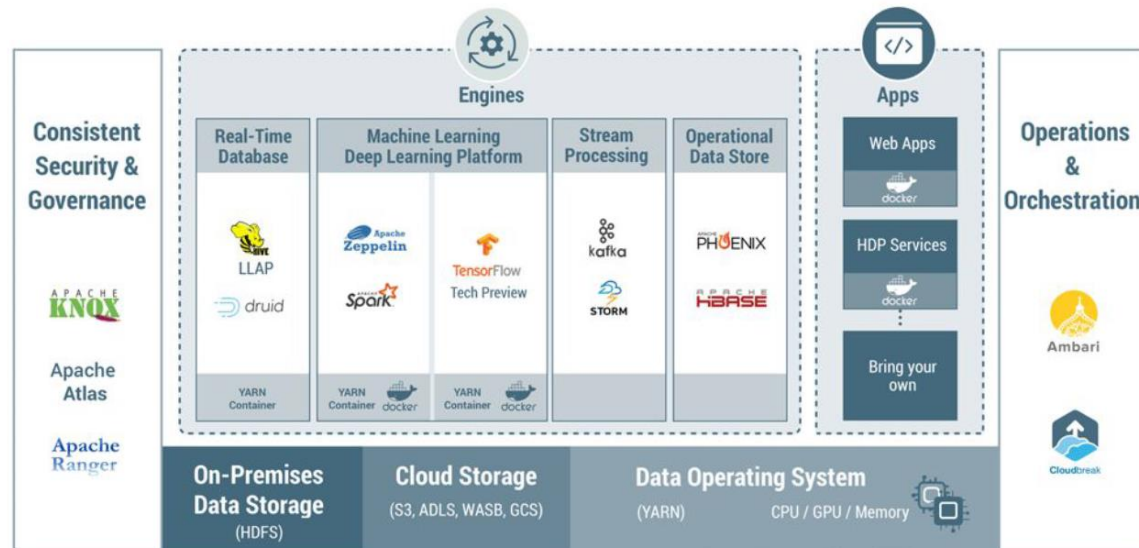 Consistent
Security &
Governance
APACHE
KNOX
Apache
Atlas
Apache
Ranger
Engines
Real-Time
Database
HIVE
LLAP
druid
YARN
Container
Machine Learning
Deep Learning Platform
Apache
Zeppelin
APACHE
Spark
YARN
Container
docker
TensorFlow
Tech Preview
YARN
Container
docker
Stream
Processing
kafka
STORM
Operational
Data Store
APACHE
PHOENIX
APACHE
HBASE
Apps
Web Apps
docker
HDP Services
docker
Bring your
own
Operations
&
Orchestration
Ambari
Cloudbreak
On-Premises
Data Storage
(HDFS)
Cloud Storage
(S3, ADLS, WASB, GCS)
Data Operating System
(YARN)
CPU / GPU / Memory